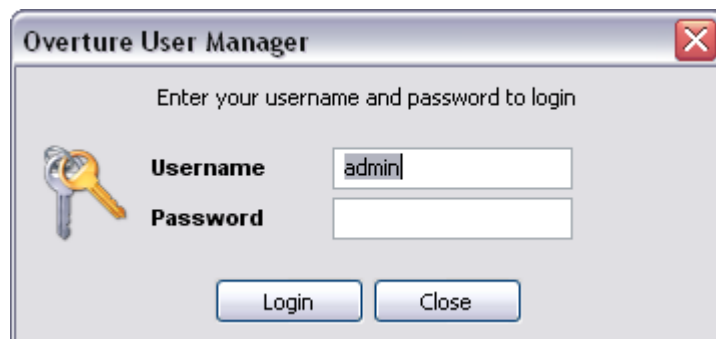 Overture User Manager
Enter your username and password to login
Username admin
Password
Login Close